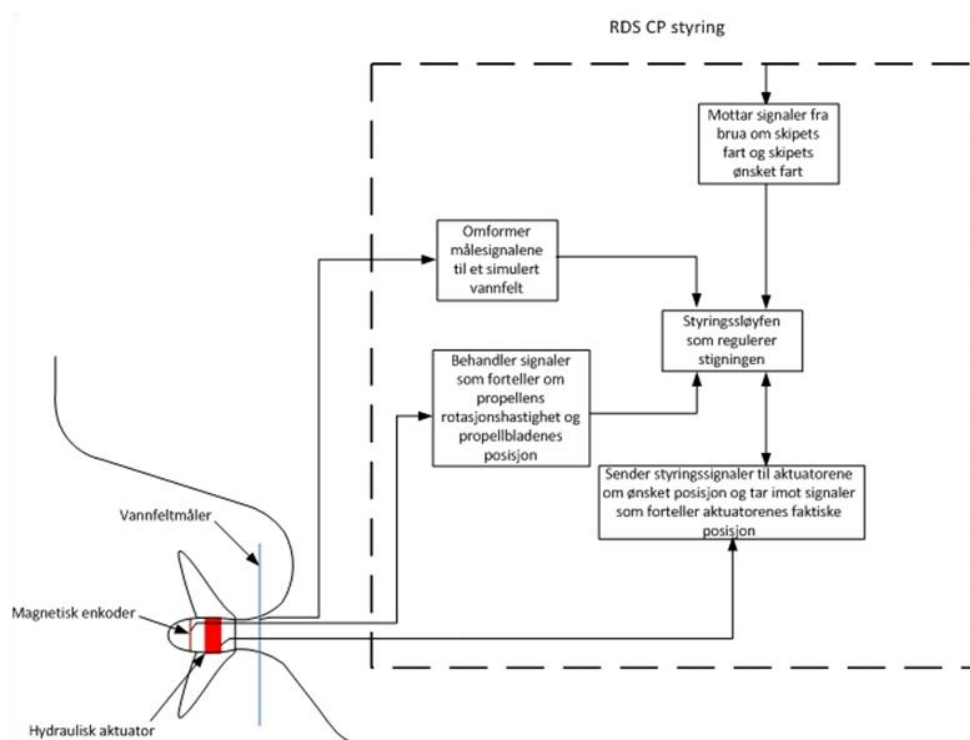 RDS CP styring
Mottar signaler fra
brua om skipets
fart og skipets
ønsket fart
Omformer
målesignalene
til et simulert
vannfelt
Styringssløyfen
som regulerer
stigningen
Behandler signaler
som forteller om
propellens
rotasjonshastighet og
propellbladenes
posisjon
Sender styringssignaler til aktuatorene
om ønsket posisjon og tar imot signaler
som forteller aktuatorenes faktiske
posisjon
Vannfeltmåler
Magnetisk enkoder
Hydraulisk aktuator